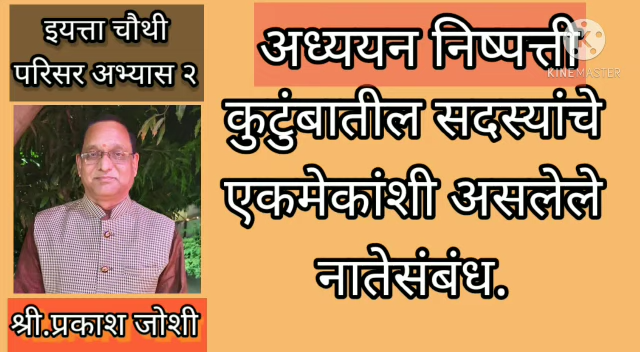 इयत्ता चौथी
परिसर अभ्यास २
श्री.प्रकाश जोशी
अध्ययन निष्पत्ती
KINEMASTER
कुटुंबातील सदस्यांचे
एकमेकांशी असलेले
नातेसंबंध.